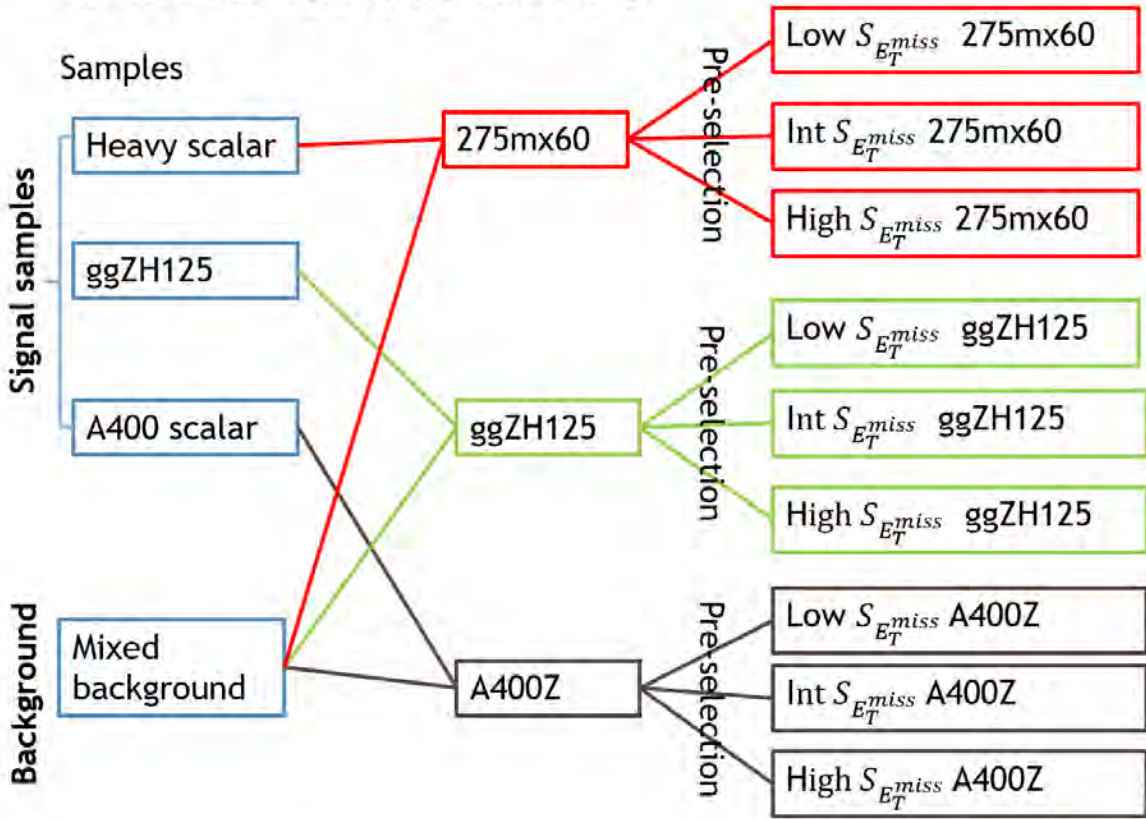 Samples
Signal samples
Heavy scalar
ggZH125
A400 scalar
Background
Mixed
background
275mx60
ggZH125
A400Z
Pre-selection
Low S_{E_T^{miss}} 275mx60
Int S_{E_T^{miss}} 275mx60
High S_{E_T^{miss}} 275mx60
Pre-selection
Low S_{E_T^{miss}} ggZH125
Int S_{E_T^{miss}} ggZH125
High S_{E_T^{miss}} ggZH125
Pre-selection
Low S_{E_T^{miss}} A400Z
Int S_{E_T^{miss}} A400Z
High S_{E_T^{miss}} A400Z